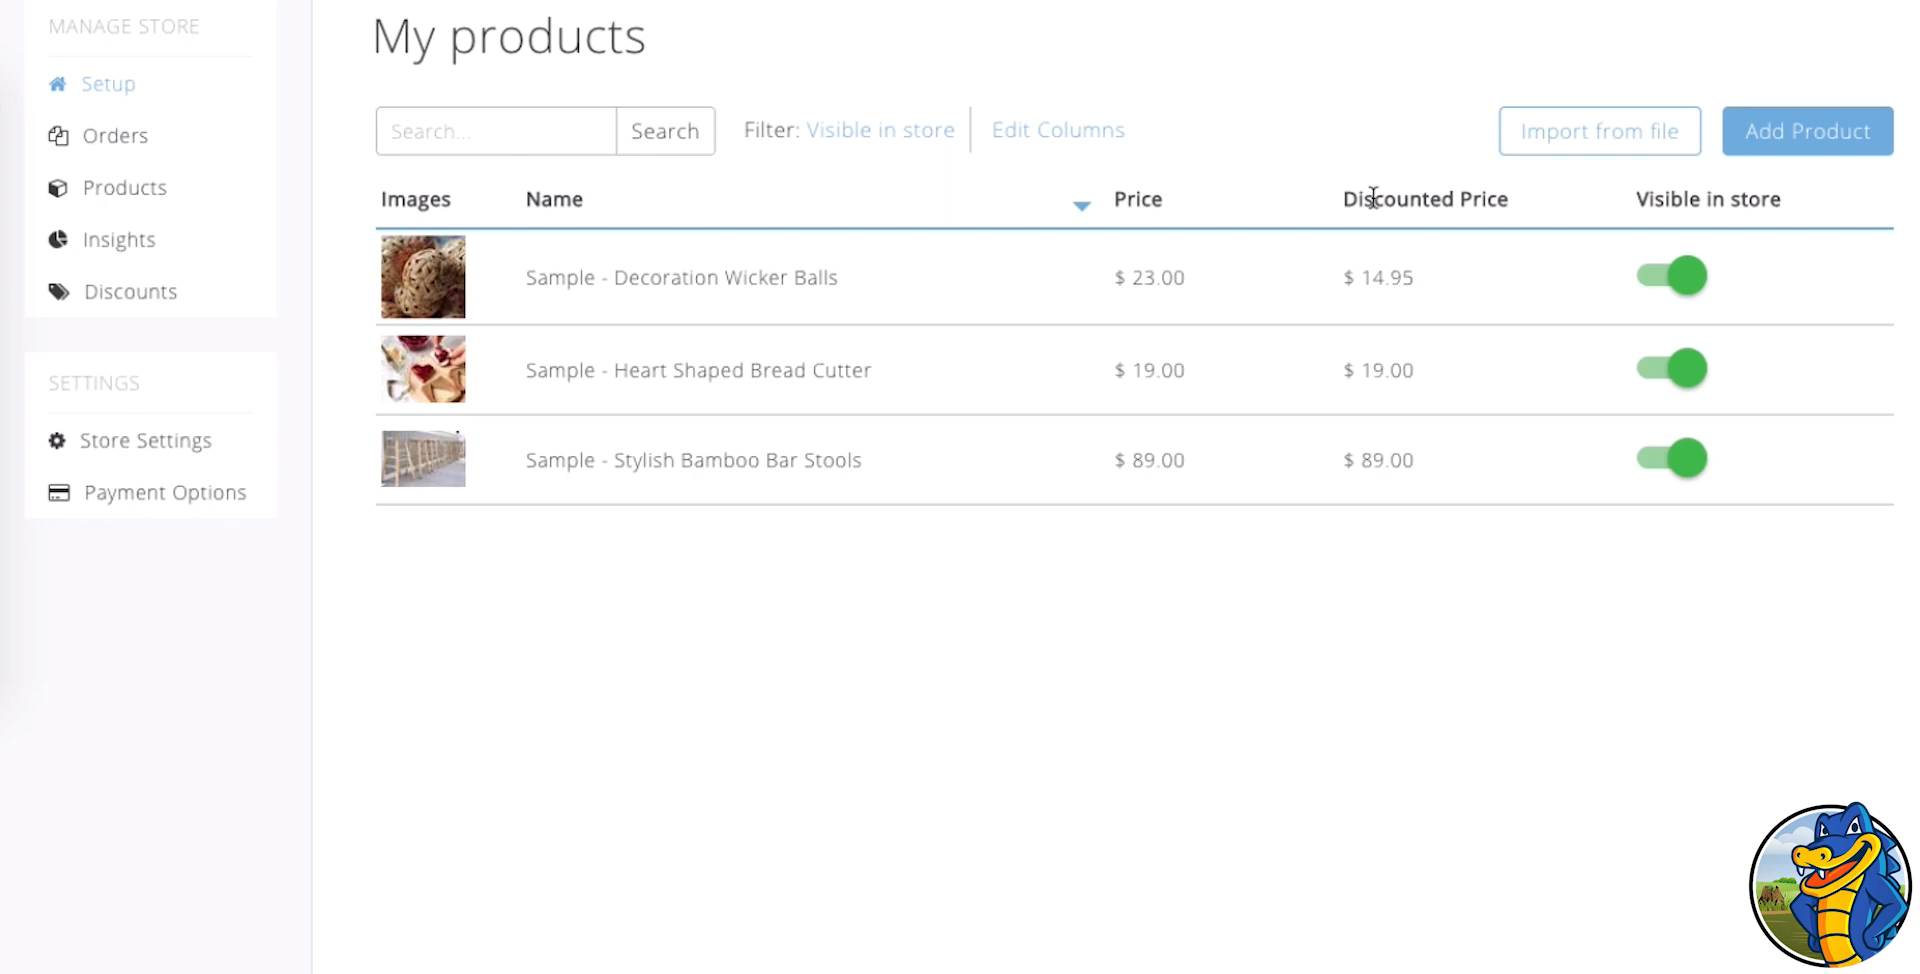 MANAGE STORE
Setup
Orders
Products
Insights
Discounts
SETTINGS
Store Settings
Payment Options
My products
Search...
Search
Filter: Visible in store
Edit Columns
Import from file
Add Product
Images Name Price Discounted Price Visible in store
Sample - Decoration Wicker Balls $ 23.00 $ 14.95
Sample - Heart Shaped Bread Cutter $ 19.00 $ 19.00
Sample - Stylish Bamboo Bar Stools $ 89.00 $ 89.00